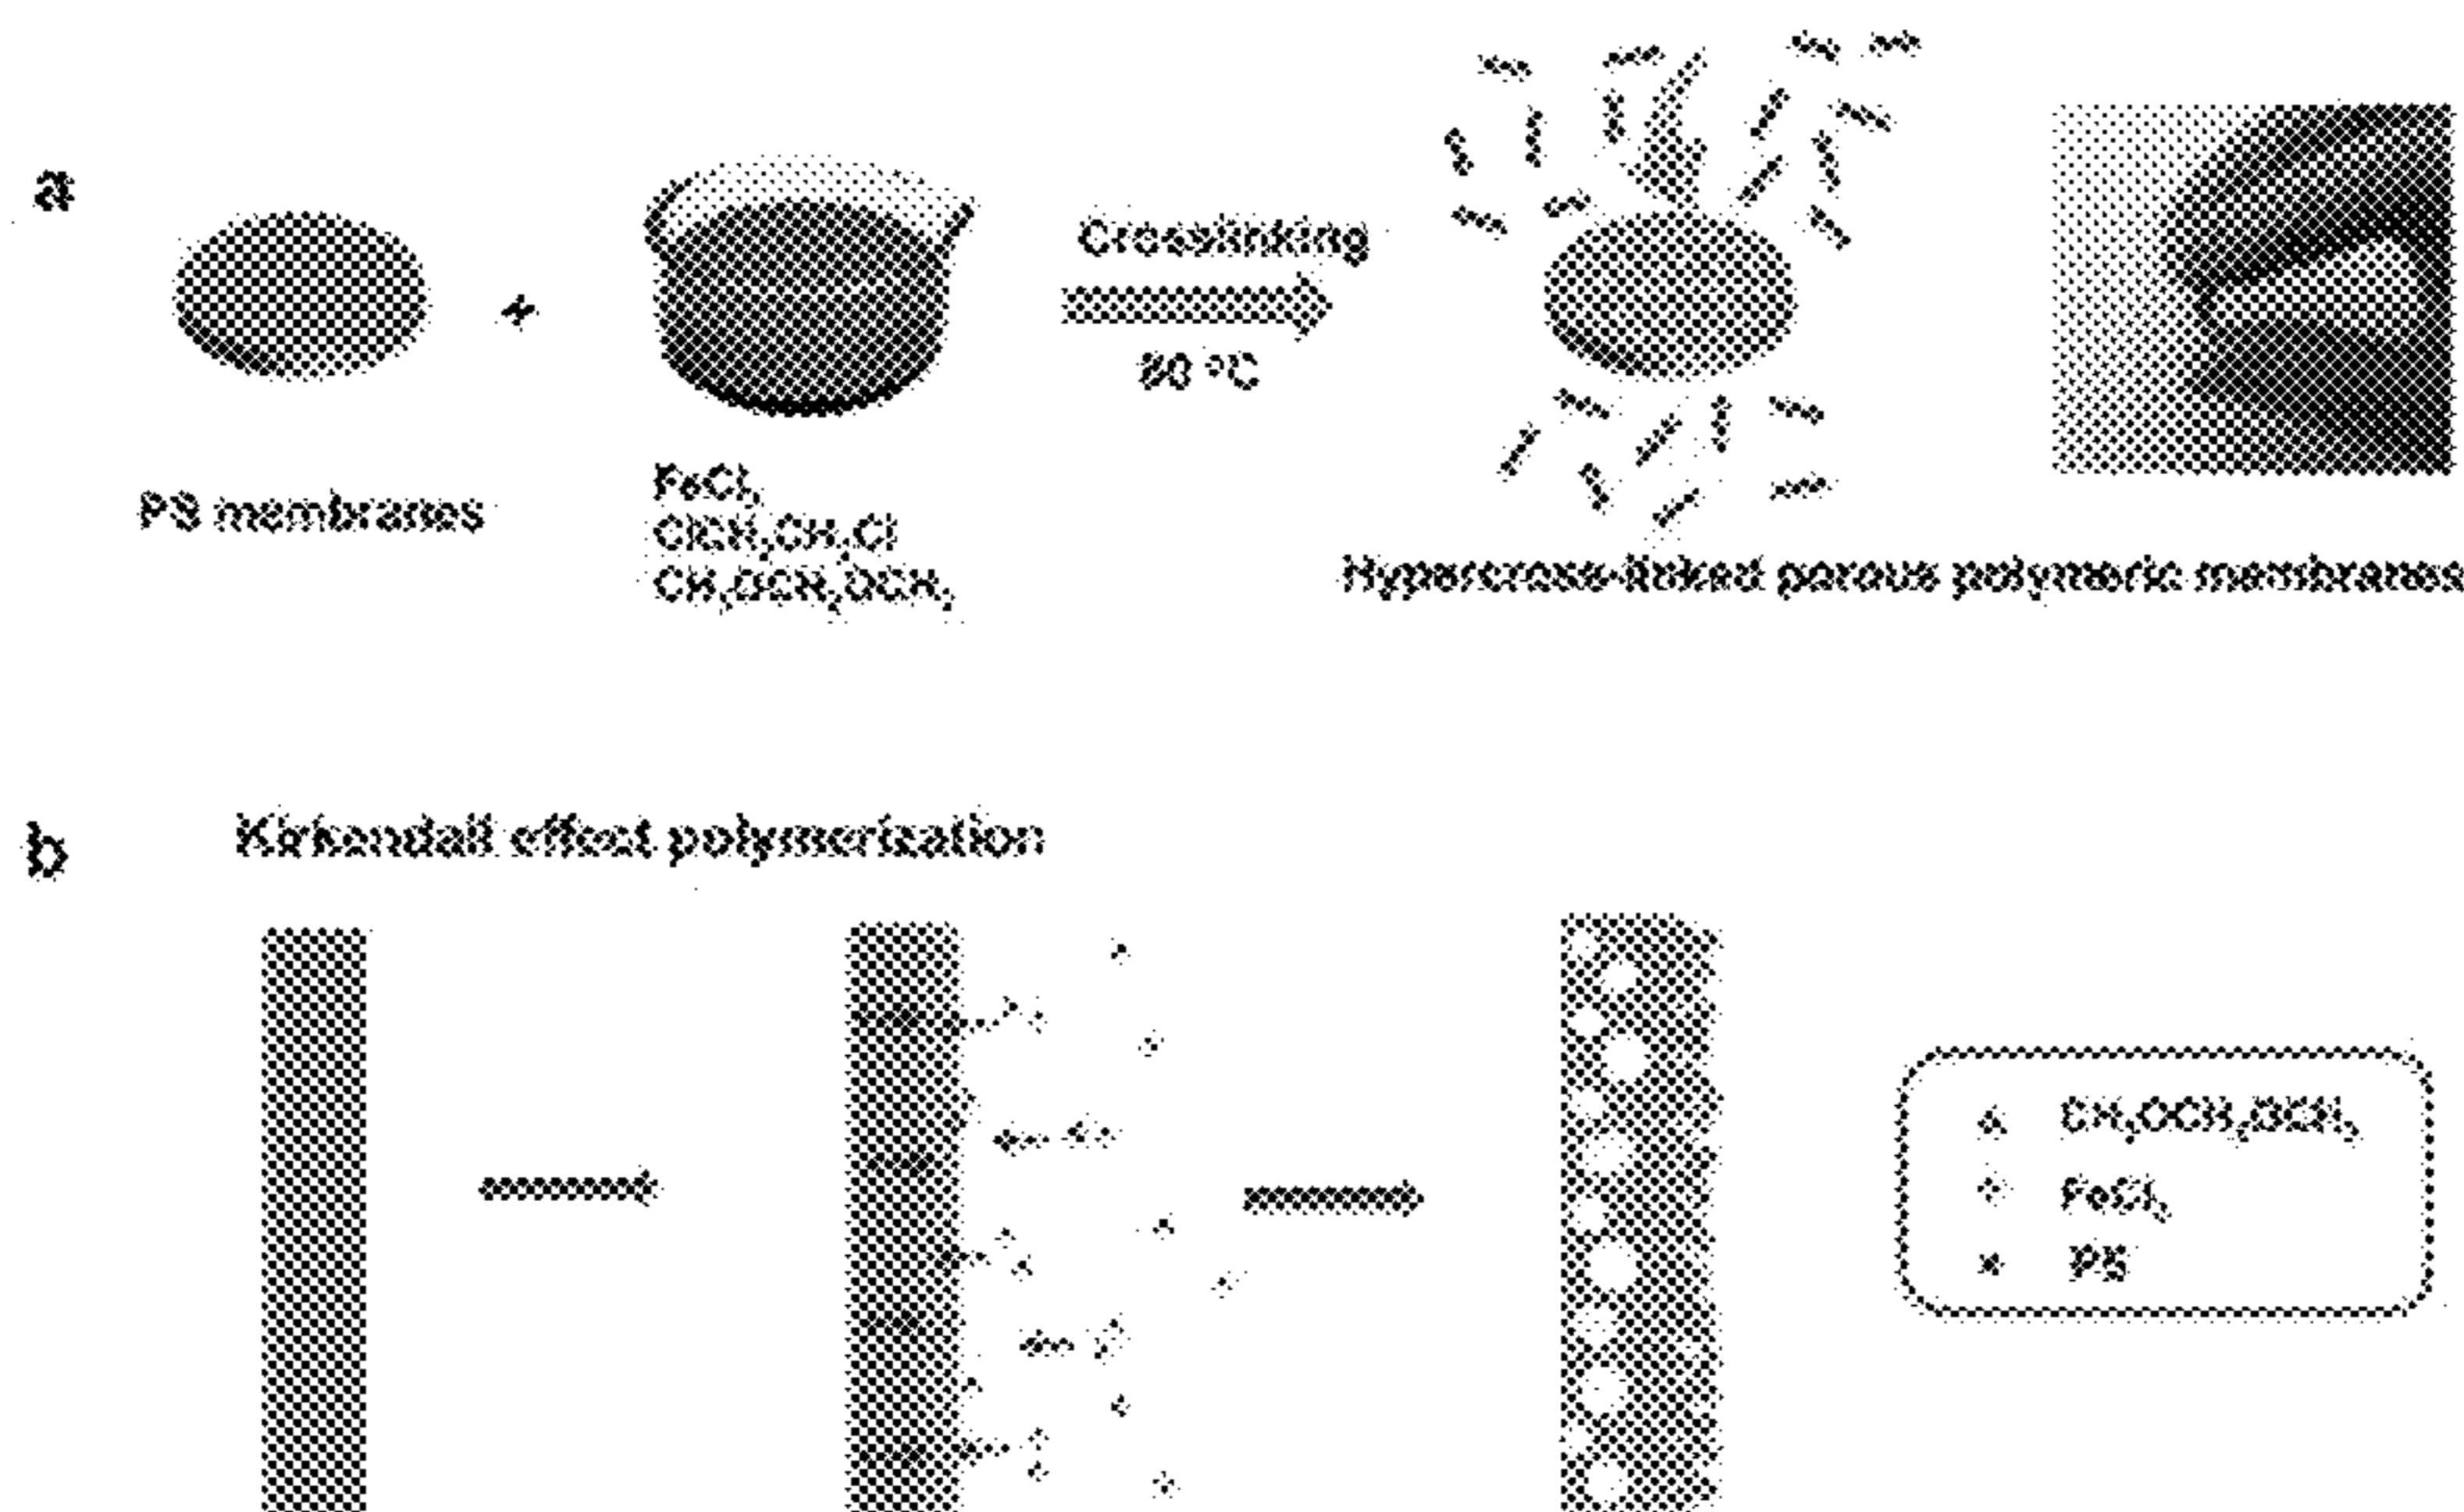 a
Crosslinking
80 °C
PS membranes
FeCl₃
ClCH₂CH₂Cl
CH₃OCH₂OCH₃
Hypercross-linked porous polymeric membranes
b
Kirkendall effect polymerization
CH₃OCH₂OCH₃
FeCl₃
PS